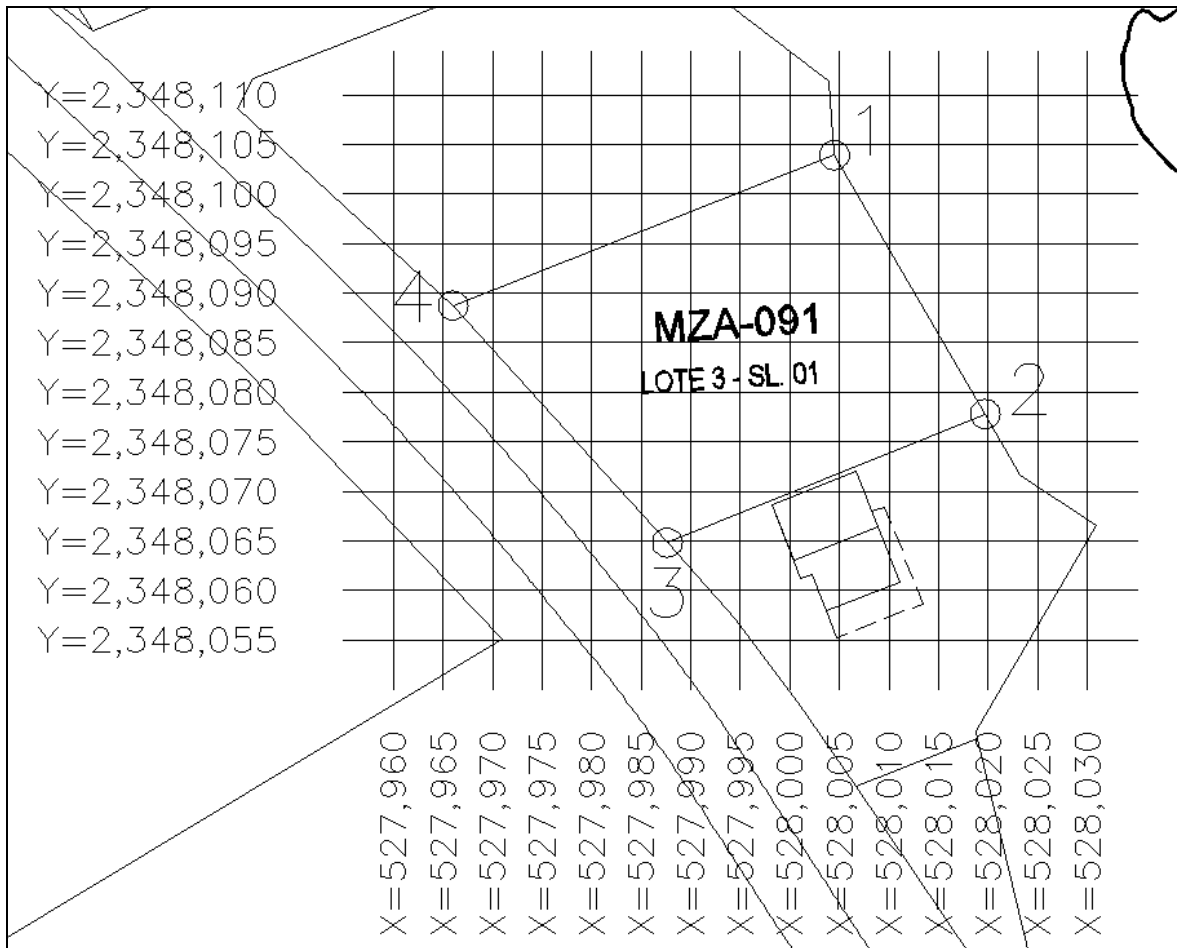 Y=2,348,110
Y=2,348,105
Y=2,348,100
Y=2,348,095
Y=2,348,090
Y=2,348,085
Y=2,348,080
Y=2,348,075
Y=2,348,070
Y=2,348,065
Y=2,348,060
Y=2,348,055
1
4
MZA-091
LOTE 3 - SL. 01
2
3
X=527,960
X=527,965
X=527,970
X=527,975
X=527,980
X=527,985
X=527,990
X=527,995
X=528,000
X=528,005
X=528,010
X=528,015
X=528,020
X=528,025
X=528,030